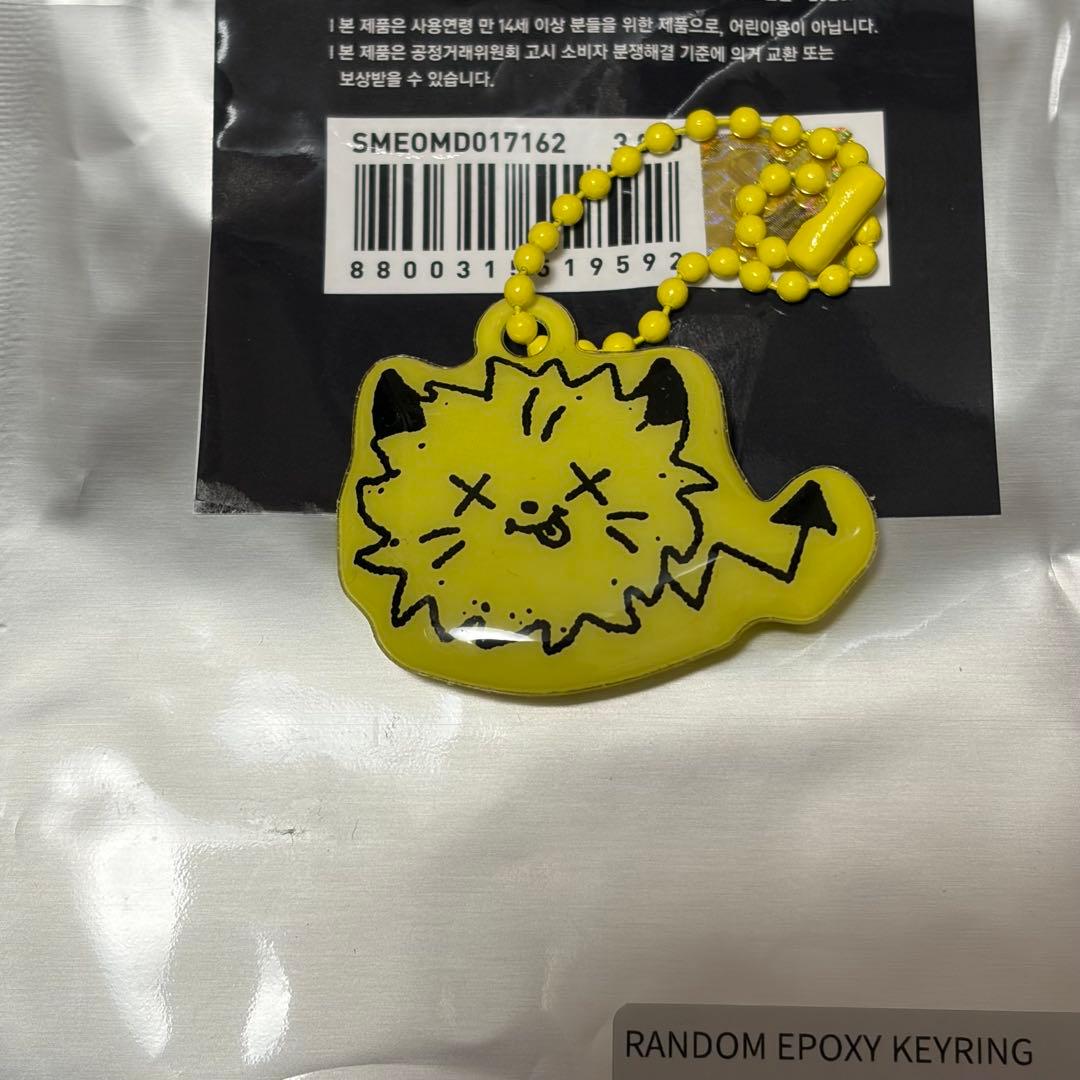 | 본 제품은 사용연령 만 14세 이상 분들을 위한 제품으로, 어린이용이 아닙니다.
| 본 제품은 공정거래위원회 고시 소비자 분쟁해결 기준에 의거 교환 또는
보상받을 수 있습니다.
SMEOMD017162
RANDOM EPOXY KEYRING